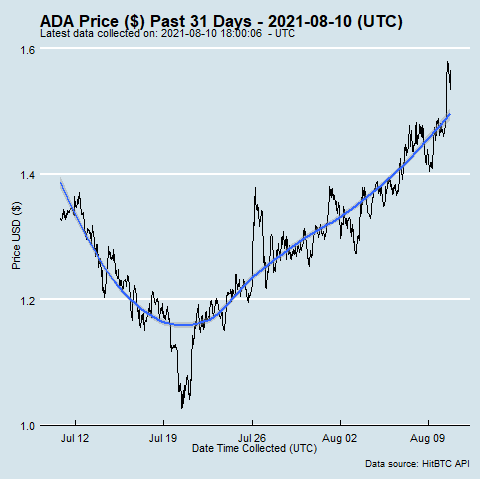 ADA Price ($) Past 31 Days - 2021-08-10 (UTC)
Latest data collected on: 2021-08-10 18:00:06  - UTC
1.6
1.4
1.2
1.0
Price USD ($)
Jul 12
Jul 19
Jul 26
Aug 02
Aug 09
Date Time Collected (UTC)
Data source: HitBTC API